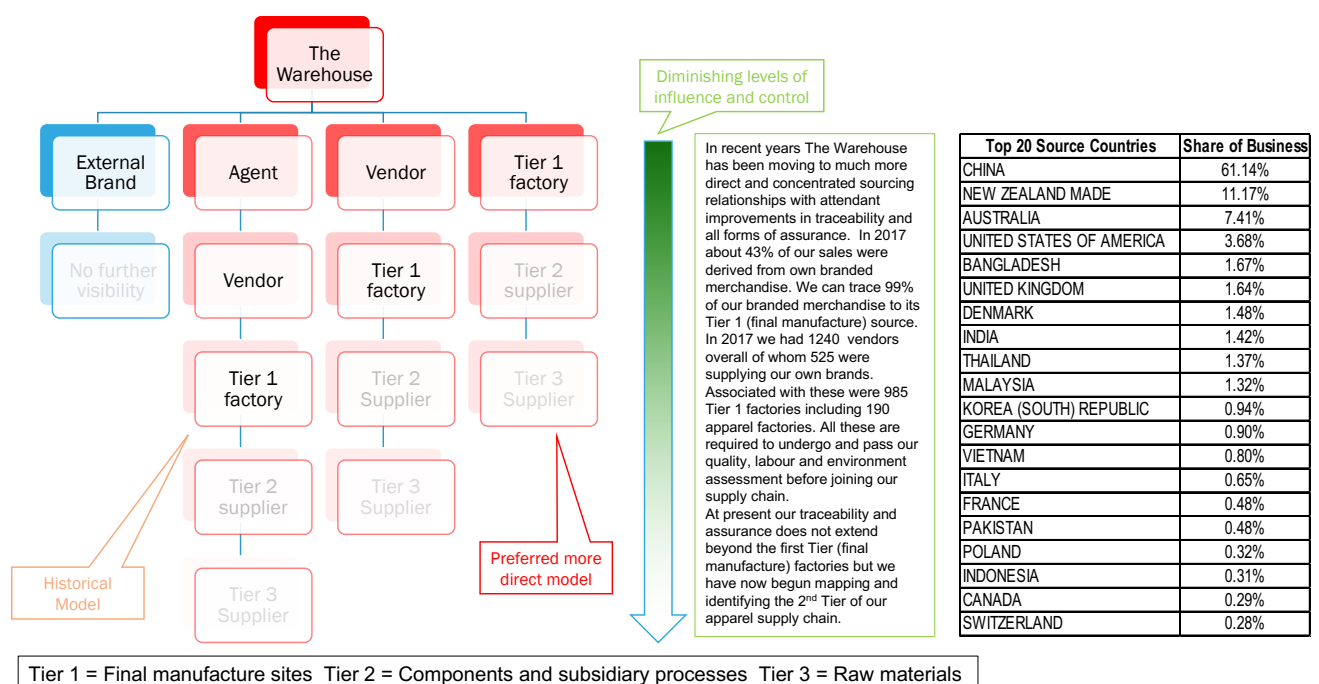 The
Warehouse
External
Brand
Agent
Vendor
Tier 1
factory
No further
visibility
Vendor
Tier 1
factory
Tier 2
supplier
Tier 1
factory
Tier 2
Supplier
Tier 3
Supplier
Tier 2
supplier
Tier 3
Supplier
Tier 3
Supplier
Historical
Model
Preferred more
direct model
Diminishing levels of
influence and control
In recent years The Warehouse
has been moving to much more
direct and concentrated sourcing
relationships with attendant
improvements in traceability and
all forms of assurance.  In 2017
about 43% of our sales were
derived from own branded
merchandise. We can trace 99%
of our branded merchandise to its
Tier 1 (final manufacture) source.
In 2017 we had 1240  vendors
overall of whom 525 were
supplying our own brands.
Associated with these were 985
Tier 1 factories including 190
apparel factories. All these are
required to undergo and pass our
quality, labour and environment
assessment before joining our
supply chain.
At present our traceability and
assurance does not extend
beyond the first Tier (final
manufacture) factories but we
have now begun mapping and
identifying the 2nd Tier of our
apparel supply chain.
Top 20 Source Countries Share of Business
CHINA 61.14%
NEW ZEALAND MADE 11.17%
AUSTRALIA 7.41%
UNITED STATES OF AMERICA 3.68%
BANGLADESH 1.67%
UNITED KINGDOM 1.64%
DENMARK 1.48%
INDIA 1.42%
THAILAND 1.37%
MALAYSIA 1.32%
KOREA (SOUTH) REPUBLIC 0.94%
GERMANY 0.90%
VIETNAM 0.80%
ITALY 0.65%
FRANCE 0.48%
PAKISTAN 0.48%
POLAND 0.32%
INDONESIA 0.31%
CANADA 0.29%
SWITZERLAND 0.28%
Tier 1 = Final manufacture sites  Tier 2 = Components and subsidiary processes  Tier 3 = Raw materials